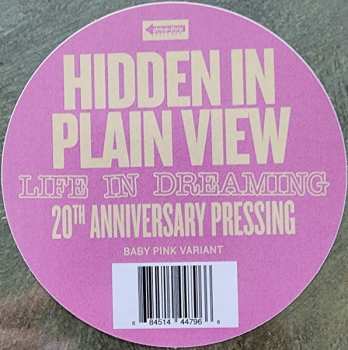 HIDDEN IN
PLAIN VIEW
LIFE IN DREAMING
20TH ANNIVERSARY PRESSING
BABY PINK VARIANT
6 84514 44796 8